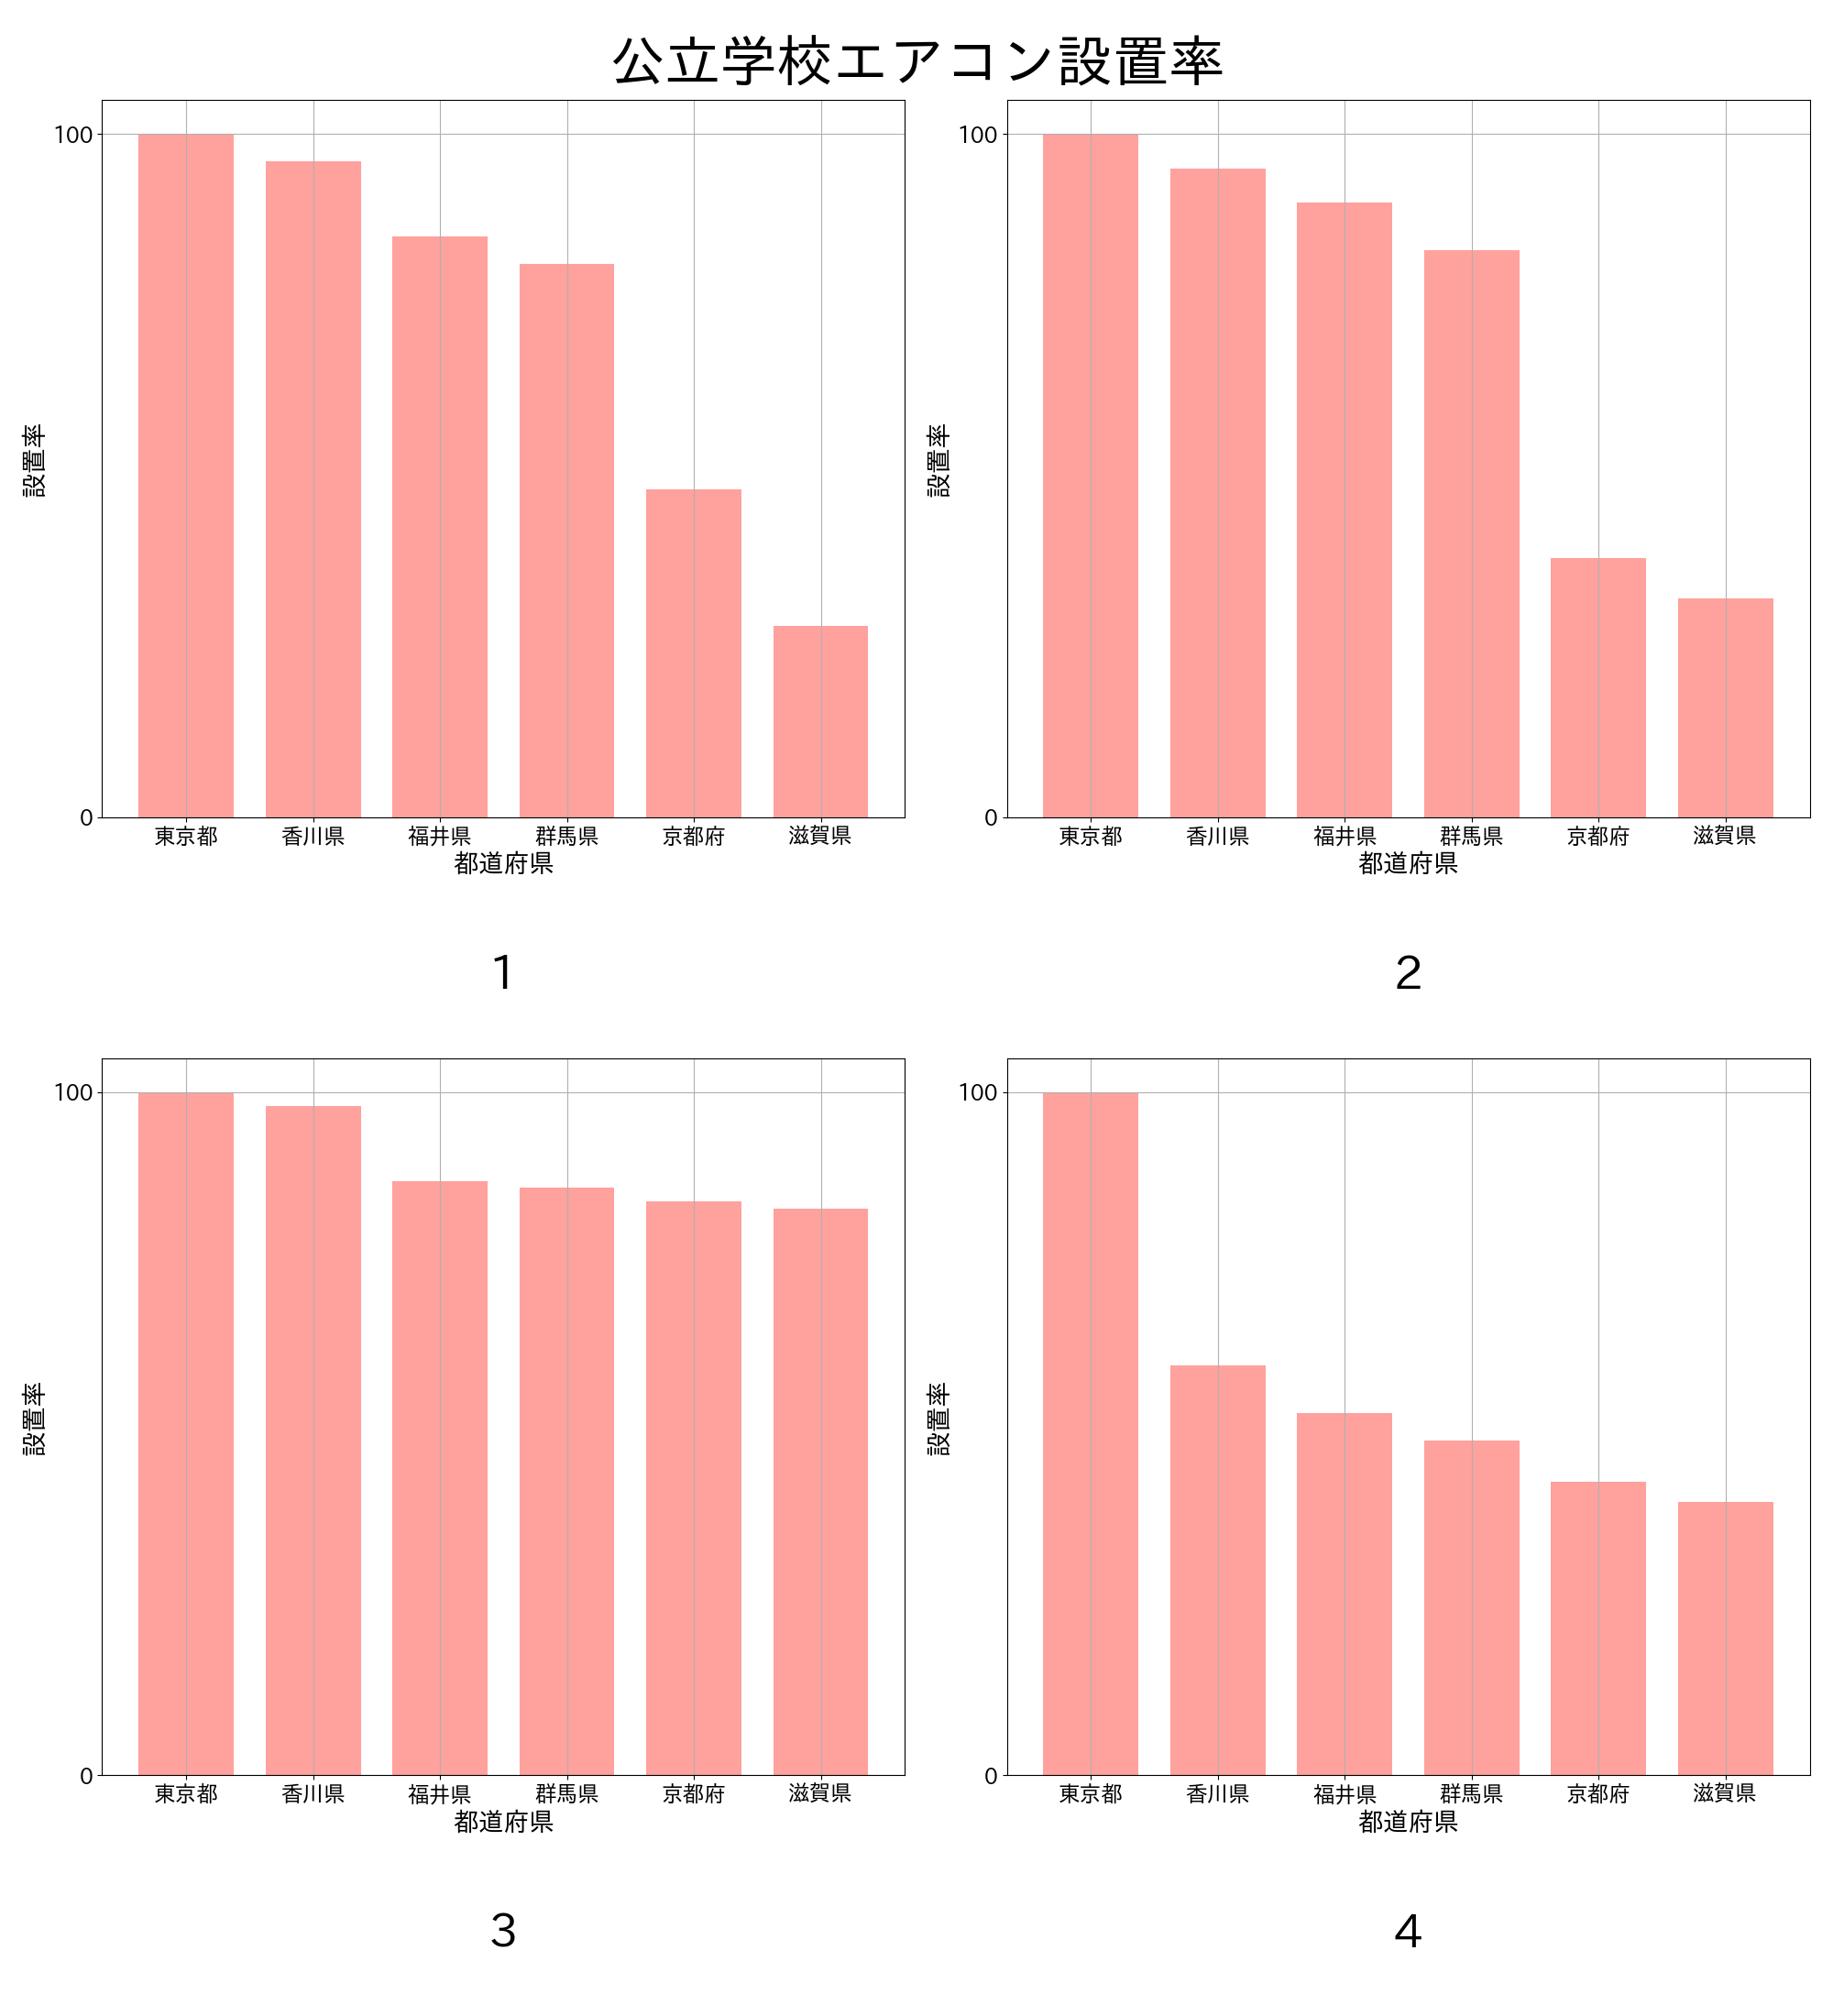 公立学校エアコン設置率
100
0
設置率
東京都 香川県 福井県 群馬県 京都府 滋賀県
都道府県
1
100
0
設置率
東京都 香川県 福井県 群馬県 京都府 滋賀県
都道府県
2
100
0
設置率
東京都 香川県 福井県 群馬県 京都府 滋賀県
都道府県
3
100
0
設置率
東京都 香川県 福井県 群馬県 京都府 滋賀県
都道府県
4